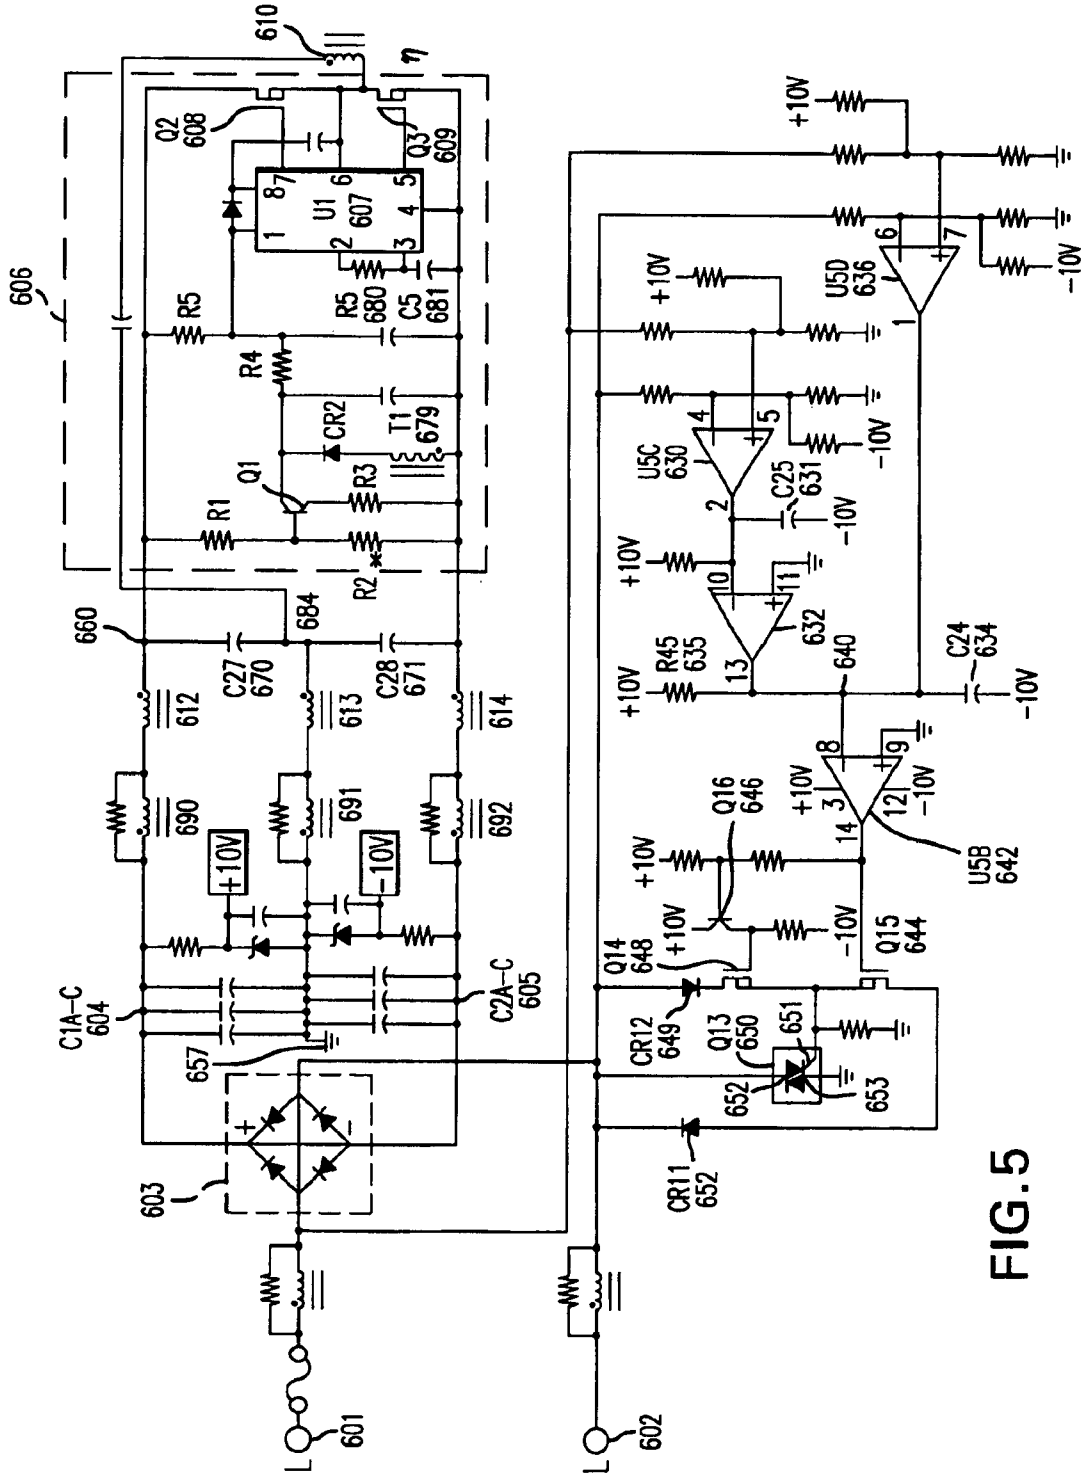 606
610
η
Q2
608
Q3
609
8
7
6
5
4
3
2
1
U1
607
R5
R5
680
C5
681
R4
CR2
T1
679
Q1
R1
R3
R2
*
660
684
C27
670
C28
671
612
613
614
690
691
692
+10V
-10V
C1A-C
604
C2A-C
605
657
603
+
-
L
601
L
602
+10V
+10V
U5D
636
6
7
+
1
-10V
U5C
630
4
5
+
2
-10V
C25
631
-10V
+10V
10
11
+
632
13
+10V
R45
635
640
C24
634
-10V
+10V
8
9
+
3
12
14
-10V
U5B
642
Q16
646
+10V
+10V
-10V
Q15
644
Q14
648
CR12
649
Q13
650
651
652
653
CR11
652
FIG.5